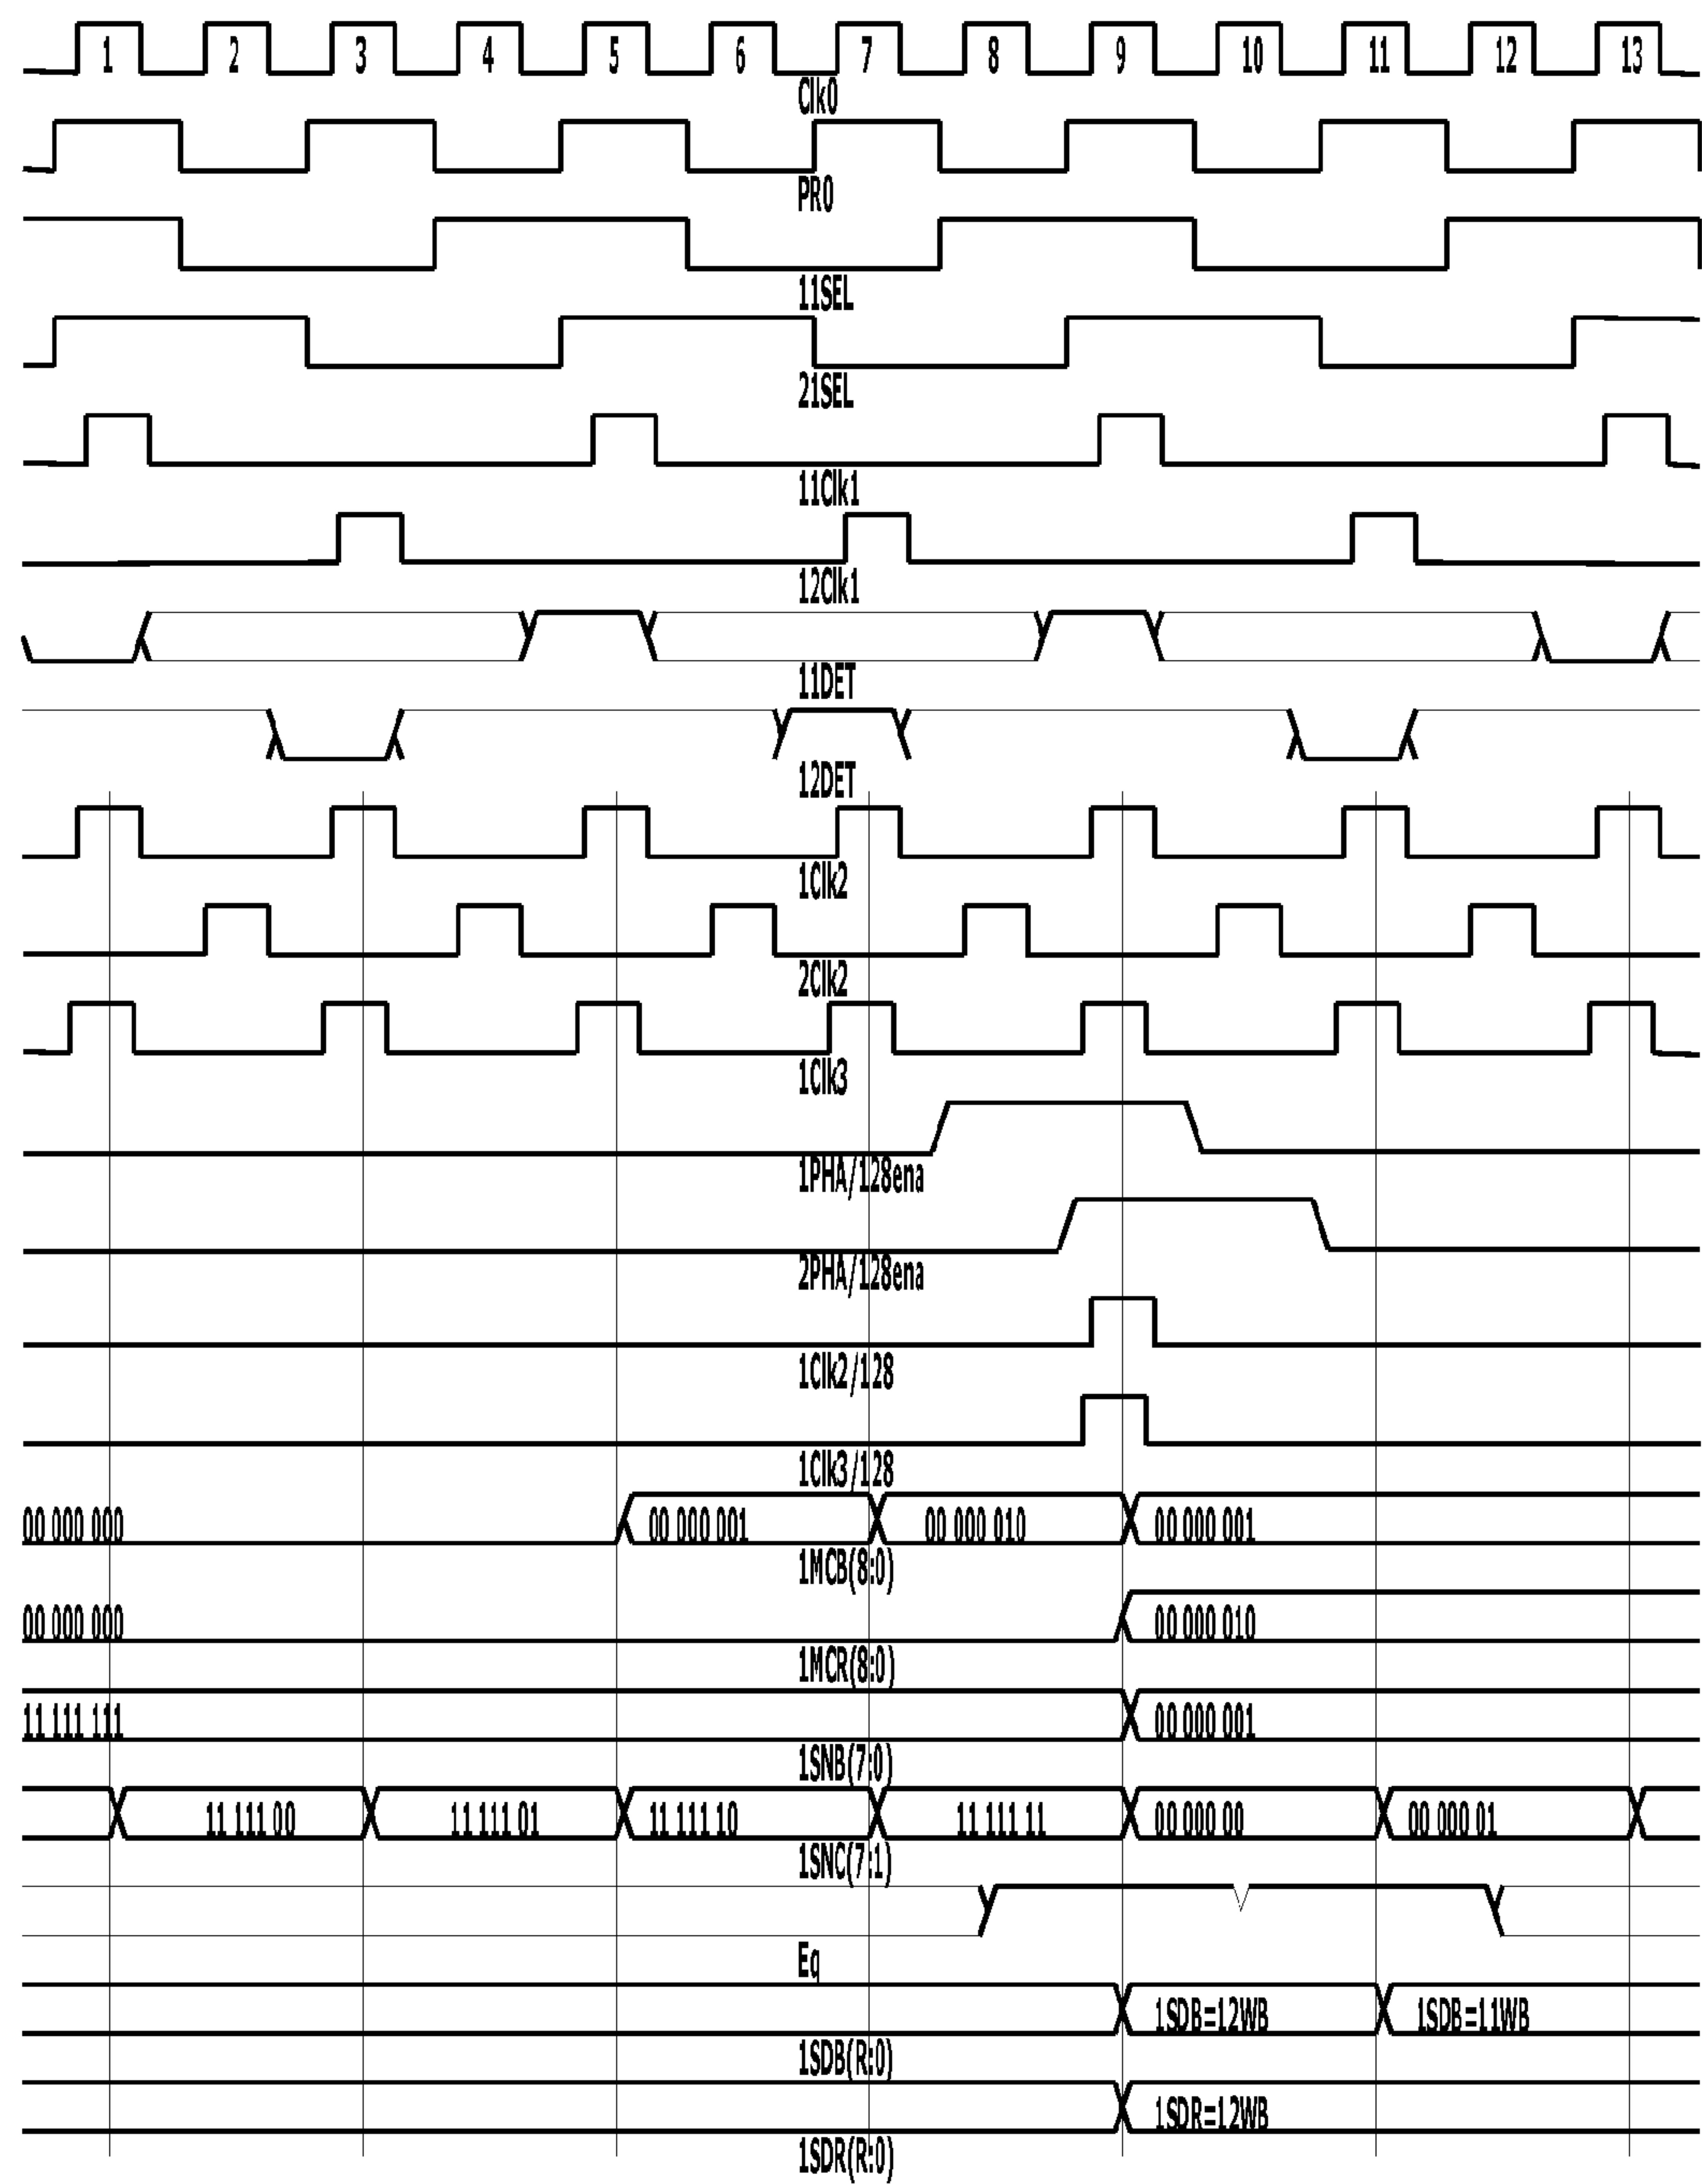 1 2 3 4 5 6 7 8 9 10 11 12 13
Clk0
PR0
11SEL
21SEL
11Clk1
12Clk1
11DET
12DET
1Clk2
2Clk2
1Clk3
1PHA/128ena
2PHA/128ena
1Clk2/128
1Clk3/128
00 000 000 00 000 001 00 000 010 00 000 001
1MCB(8:0)
00 000 000 00 000 010
1MCR(8:0)
11 111 111 00 000 001
1SNB(7:0)
11 111 00 11 111 01 11 111 10 11 111 11 00 000 00 00 000 01
1SNC(7:1)
Eq
1SDB=12WB 1SDB=11WB
1SDB(R:0)
1SDR=12WB
1SDR(R:0)